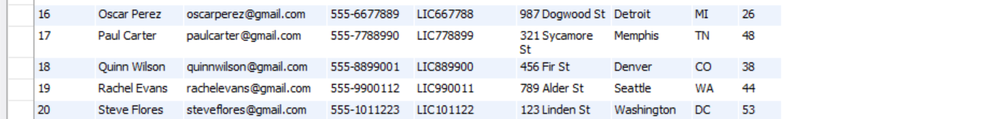 16 Oscar Perez oscarperez@gmail.com 555-6677889 LIC667788 987 Dogwood St Detroit MI 26
17 Paul Carter paulcarter@gmail.com 555-7788990 LIC778899 321 Sycamore Memphis TN 48
St
18 Quinn Wilson quinnwilson@gmail.com 555-8899001 LIC889900 456 Fir St Denver CO 38
19 Rachel Evans rachelevans@gmail.com 555-9900112 LIC990011 789 Alder St Seattle WA 44
20 Steve Flores steveflores@gmail.com 555-1011223 LIC101122 123 Linden St Washington DC 53